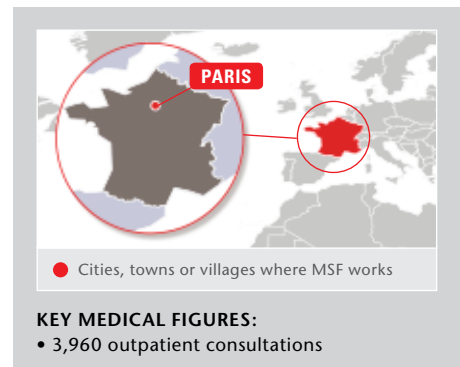 PARIS
Cities, towns or villages where MSF works
KEY MEDICAL FIGURES:
• 3,960 outpatient consultations